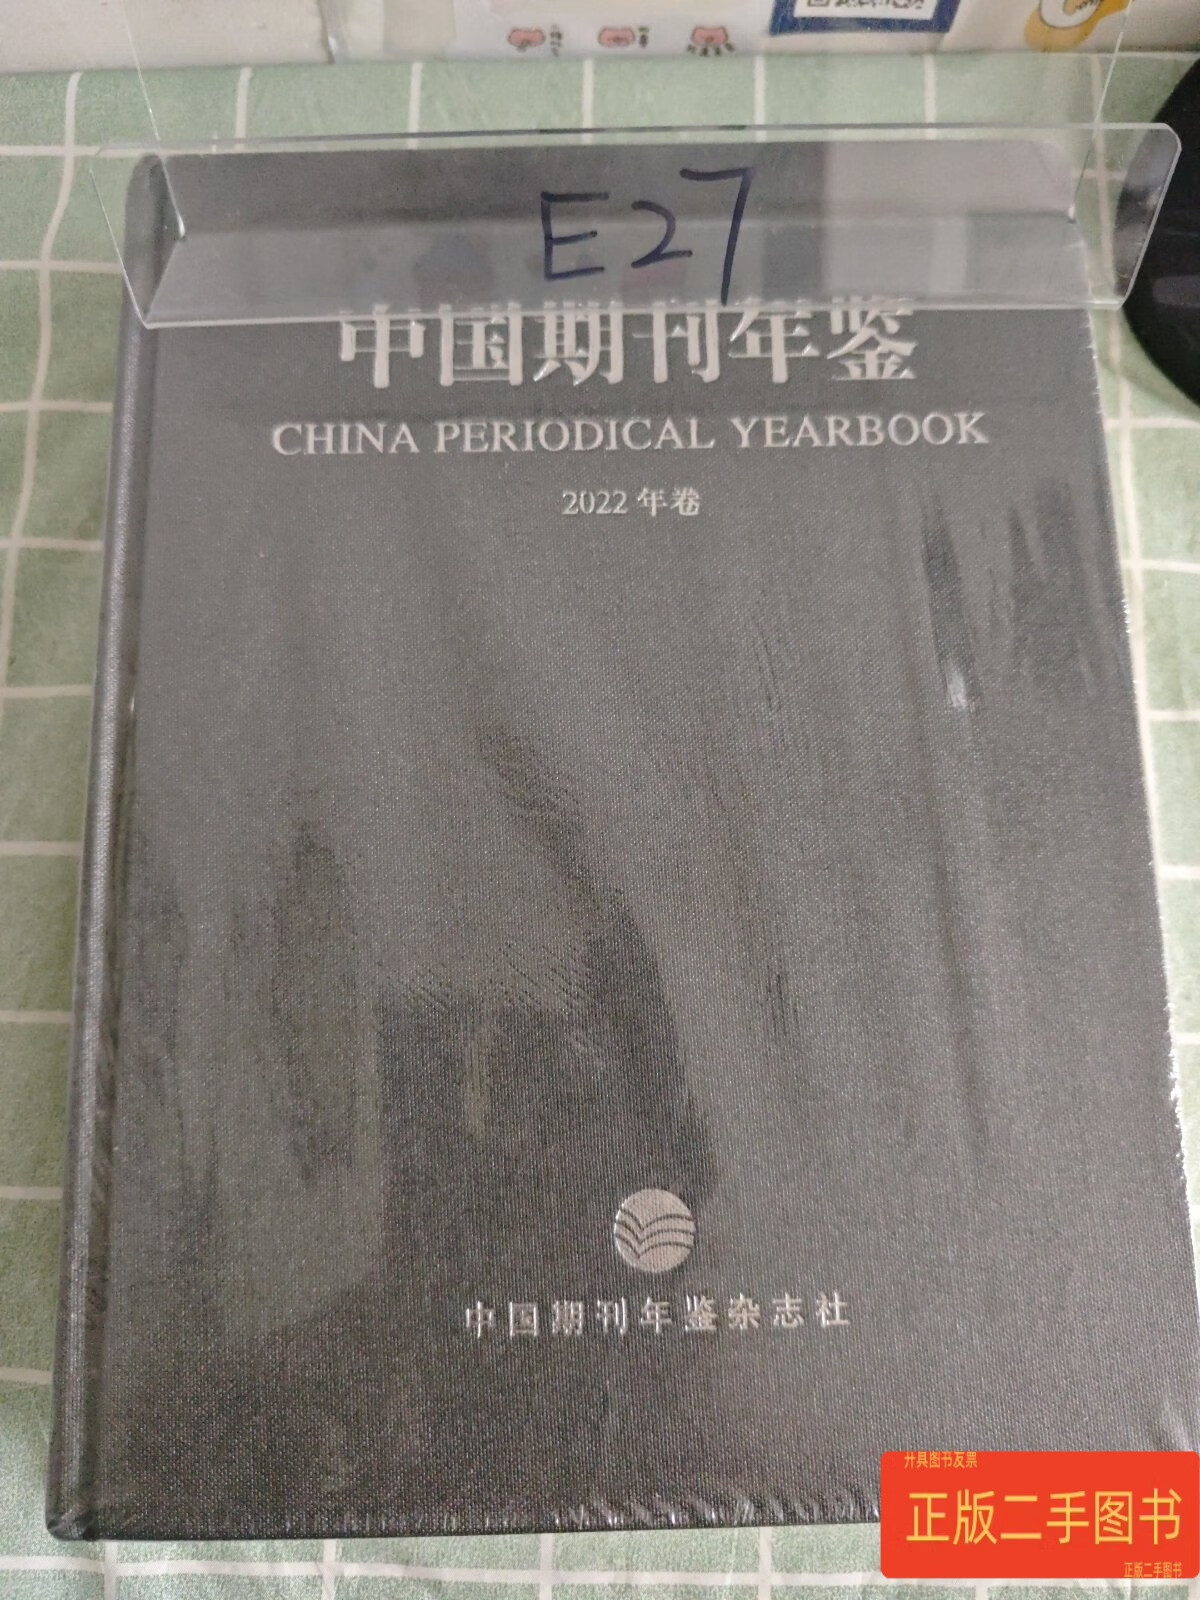 E27
中国期刊年鉴
CHINA PERIODICAL YEARBOOK
2022 年卷
中国期刊年鉴杂志社
廾具图书发票
正版二手图书
正版二手图书